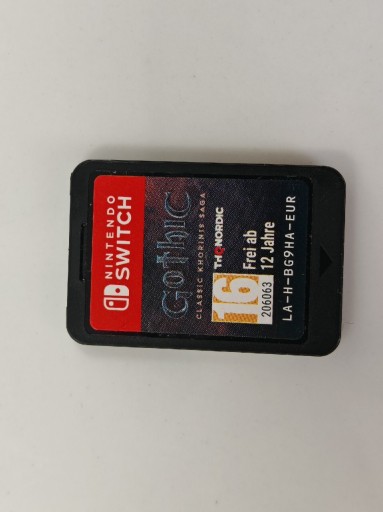 NINTENDO
SWITCH
GothiC
CLASSIC KHORINIS SAGA
THQ NORDIC
16
206063
Frei ab
12 Jahre
LA-H-BG9HA-EUR